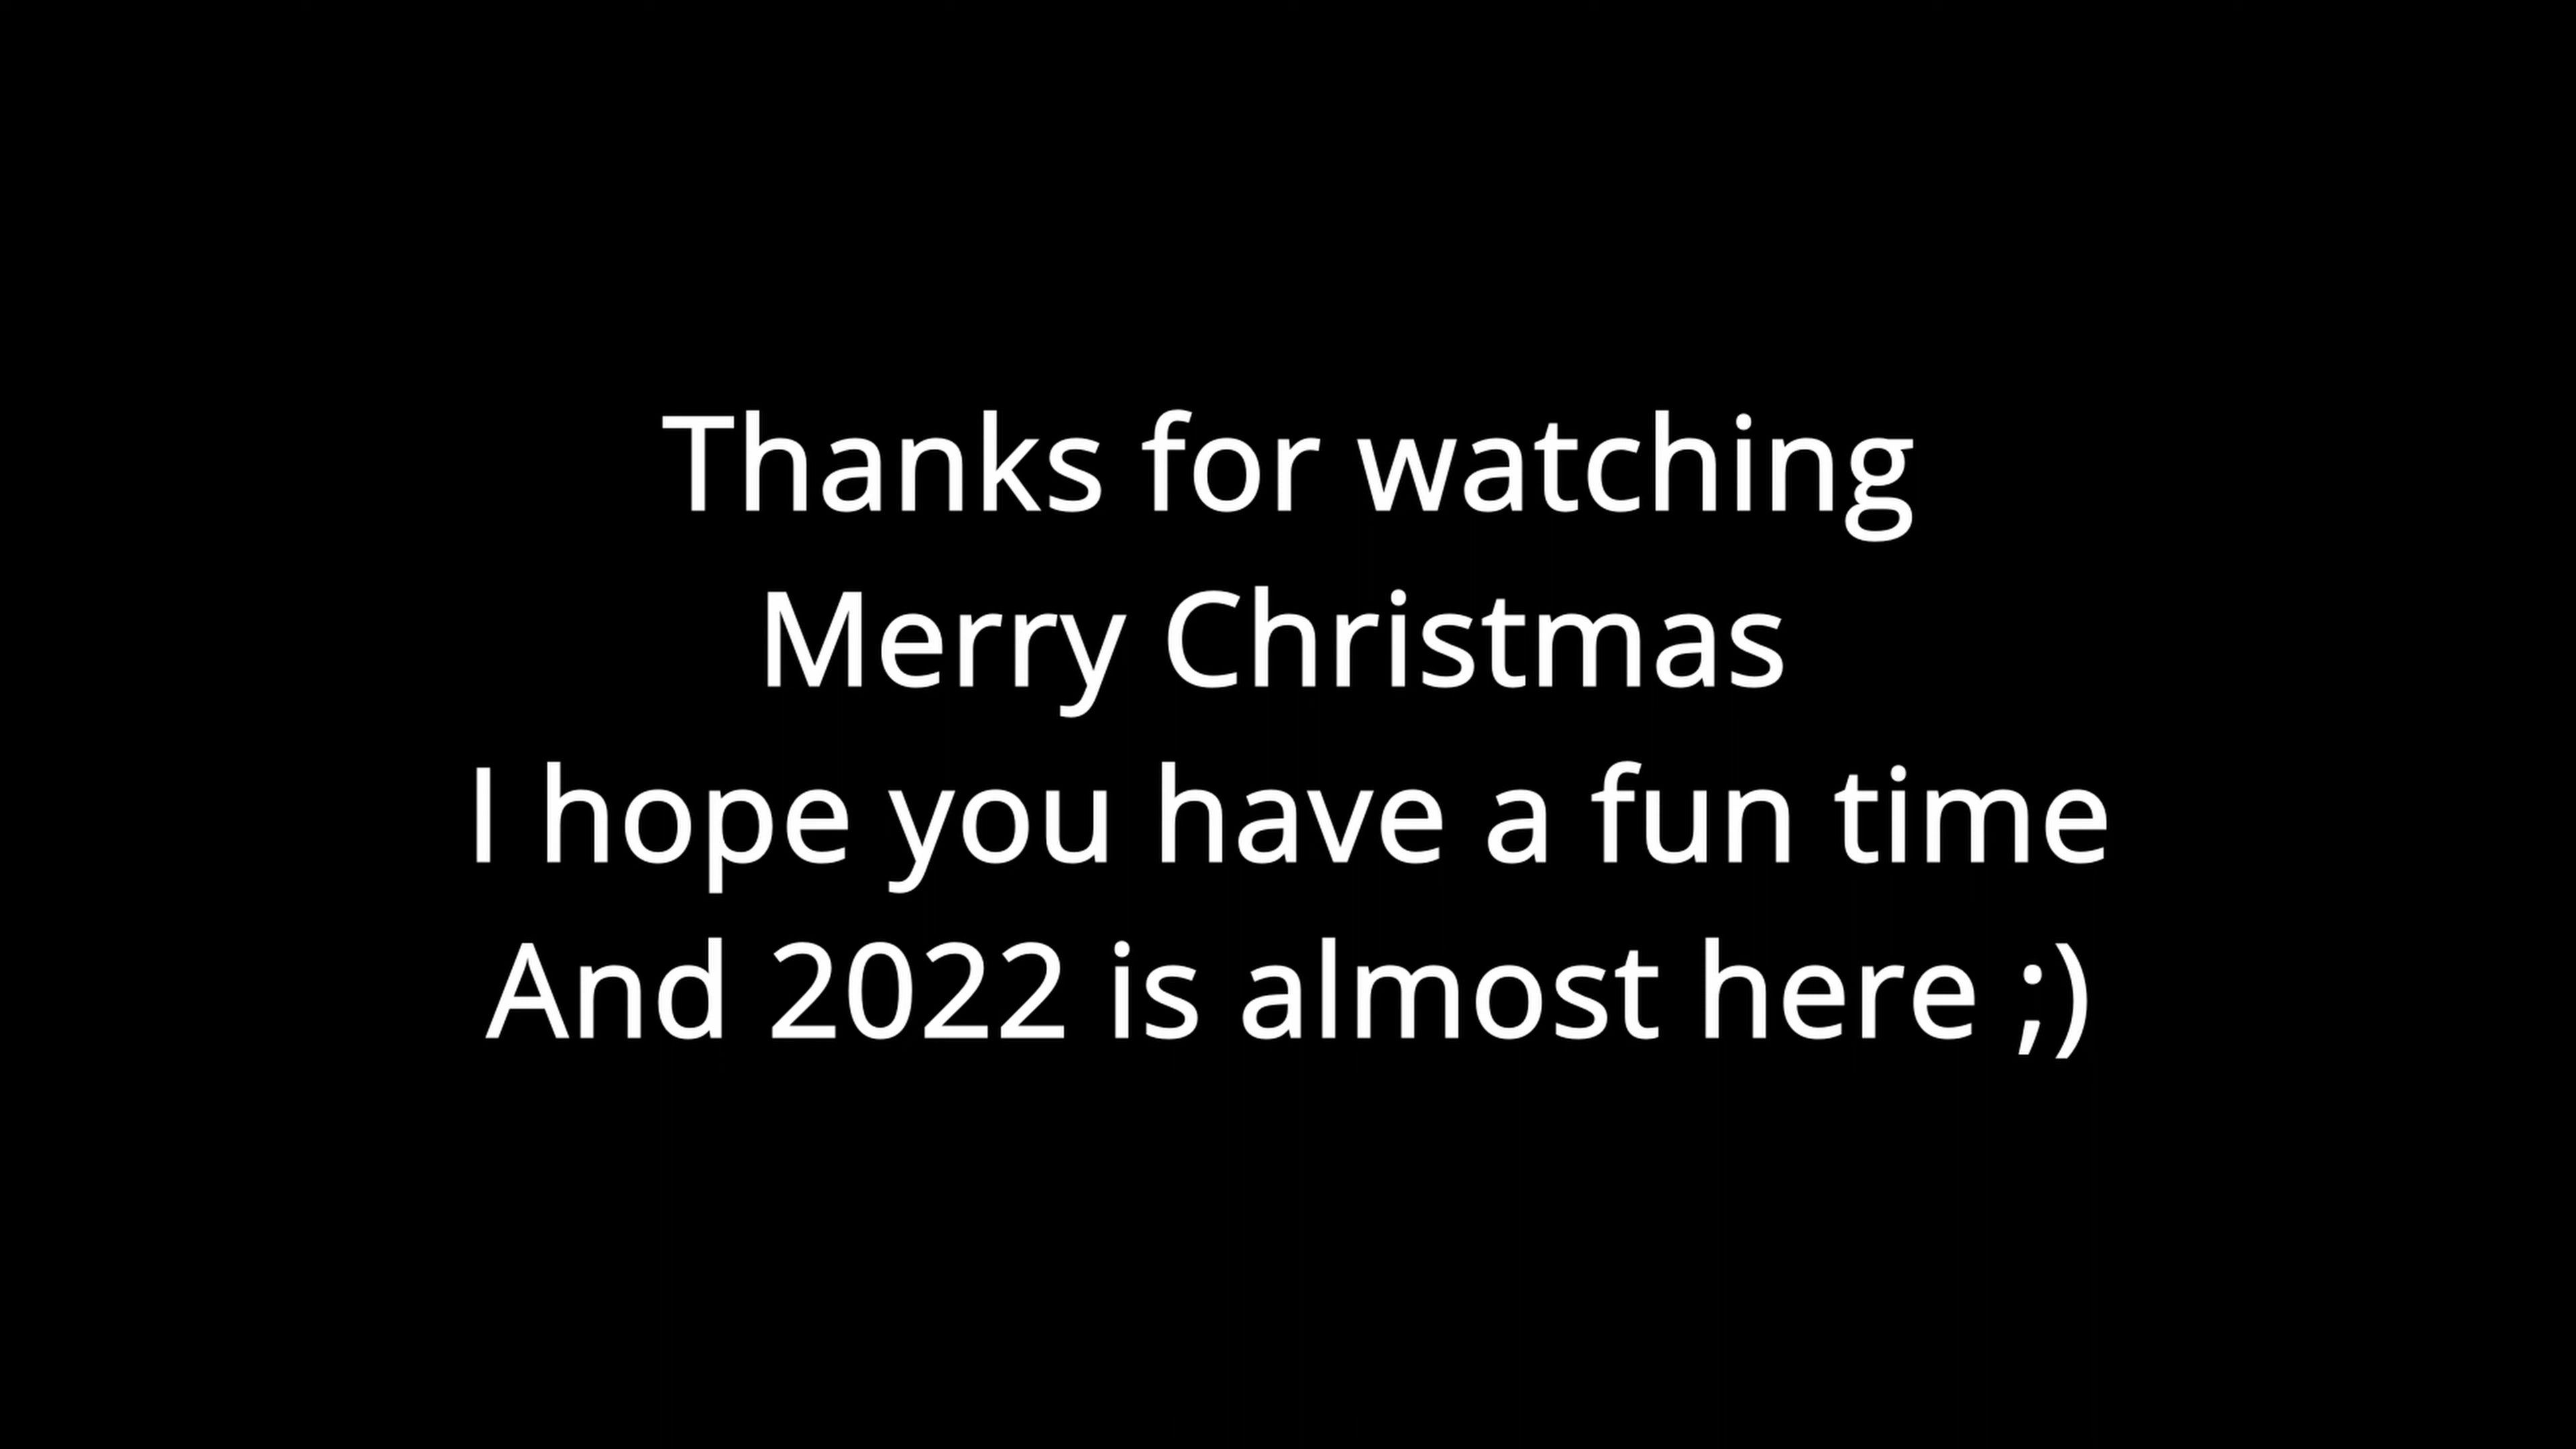 Thanks for watching
Merry Christmas
I hope you have a fun time
And 2022 is almost here ;)